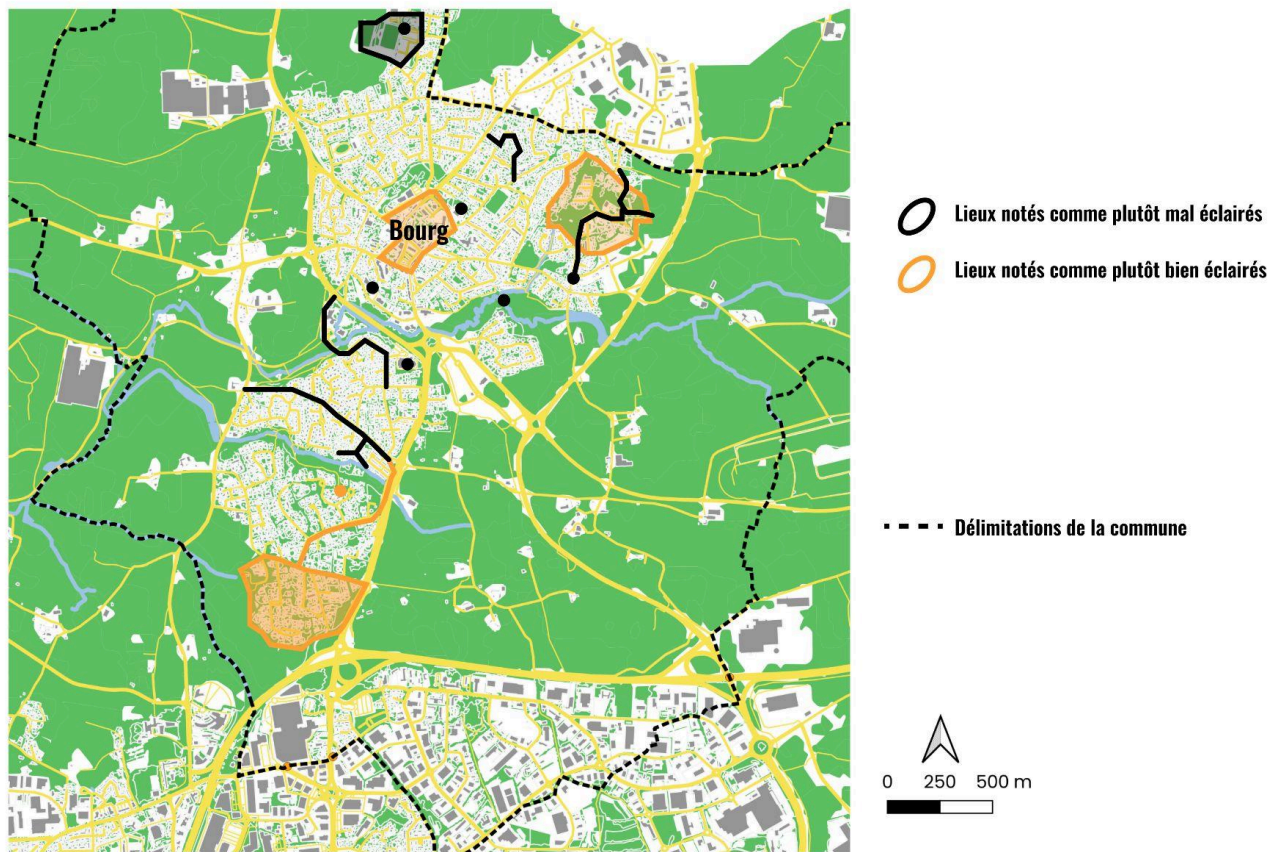 Bourg
Lieux notés comme plutôt mal éclairés
Lieux notés comme plutôt bien éclairés
Délimitations de la commune
0 250 500 m